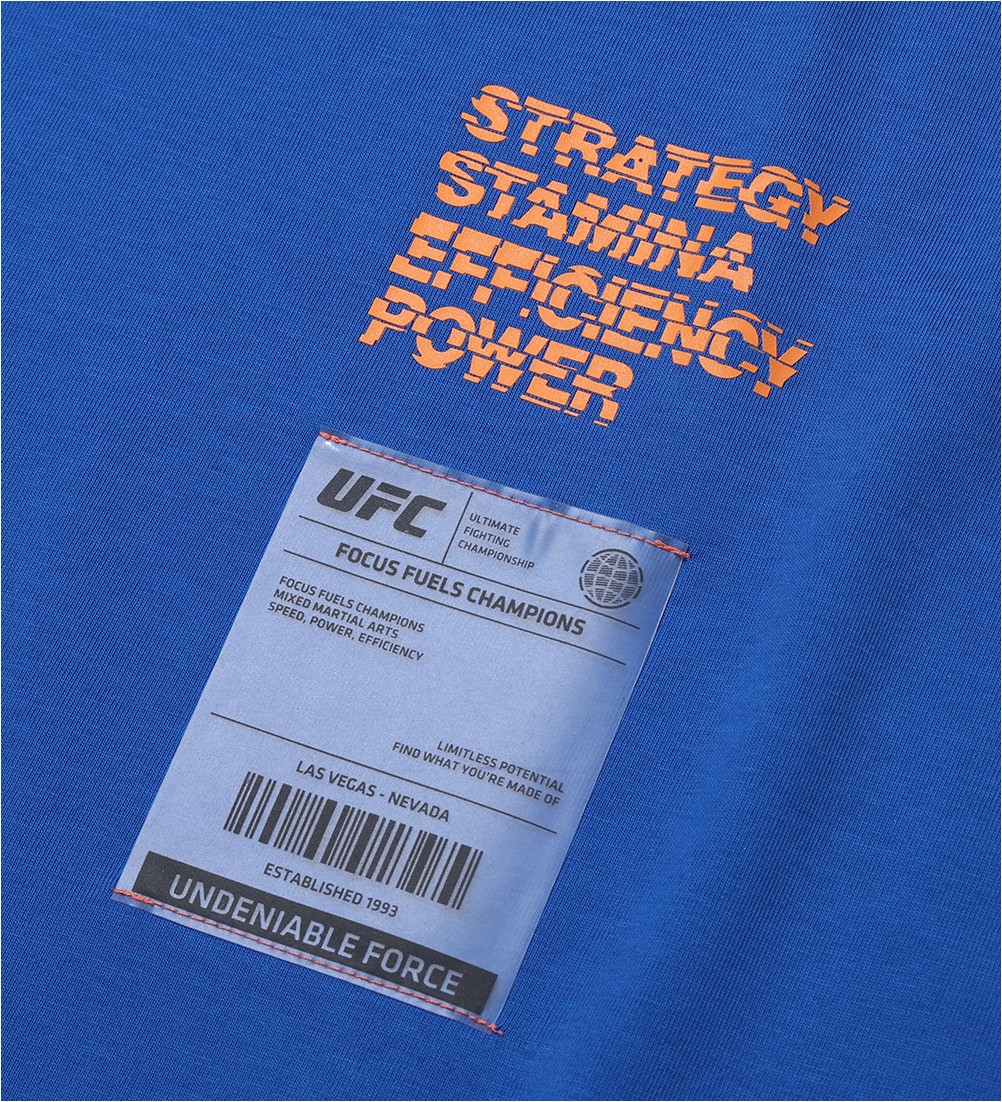 STRATEGY
STAMINA
EFFICIENCY
POWER
UFC
ULTIMATE
FIGHTING
CHAMPIONSHIP
FOCUS FUELS CHAMPIONS
FOCUS FUELS CHAMPIONS
MIXED MARTIAL ARTS
SPEED, POWER, EFFICIENCY
LIMITLESS POTENTIAL
FIND WHAT YOU'RE MADE OF
LAS VEGAS - NEVADA
ESTABLISHED 1993
UNDENIABLE FORCE